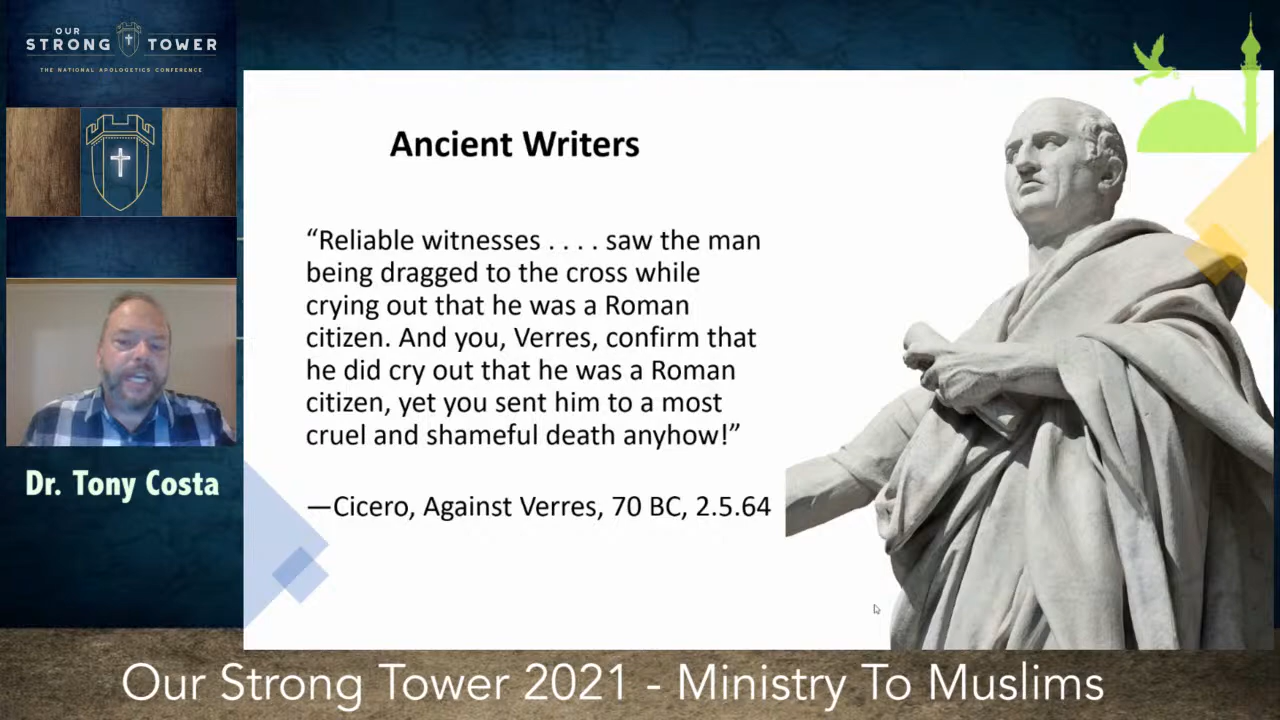 OUR
STRONG TOWER
THE NATIONAL APOLOGETICS CONFERENCE
Ancient Writers
“Reliable witnesses . . . . saw the man
being dragged to the cross while
crying out that he was a Roman
citizen. And you, Verres, confirm that
he did cry out that he was a Roman
citizen, yet you sent him to a most
cruel and shameful death anyhow!”
—Cicero, Against Verres, 70 BC, 2.5.64
Dr. Tony Costa
Our Strong Tower 2021 - Ministry To Muslims